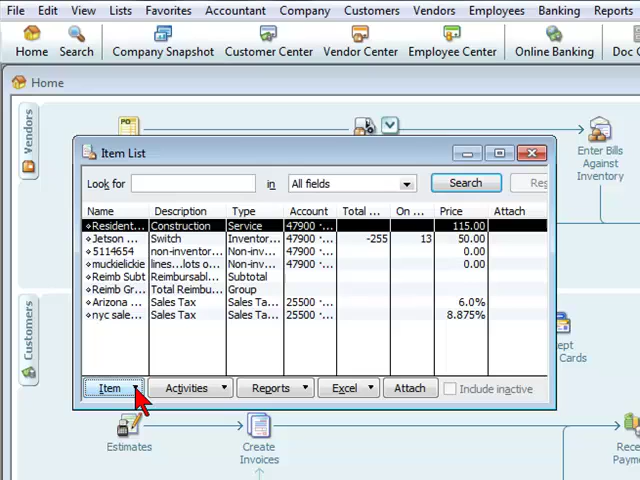 File Edit View Lists Favorites Accountant Company Customers Vendors Employees Banking Reports
Home Search Company Snapshot Customer Center Vendor Center Employee Center Online Banking Doc C
Home
Vendors
PO
Enter Bills
Against
Inventory
Item List
Look for in All fields Search Res
Name Description Type Account Total ... On ... Price Attach
Resident... Construction Service 47900 · ... 115.00
Jetson ... Switch Inventor... 47900 · ... -255 13 50.00
5114654 non-inventor... Non-inv... 47900 · ... 0.00
muckielickie lines...lots o... Non-inv... 47900 · ... 0.00
Reimb Subt Reimbursabl... Subtotal
Reimb Gr... Total Reimbu... Group
Arizona ... Sales Tax Sales Ta... 25500 · ... 6.0%
nyc sale... Sales Tax Sales Ta... 25500 · ... 8.875%
Item Activities Reports Excel Attach Include inactive
Customers
ept
Cards
Estimates
Create
Invoices
Rece
Payme